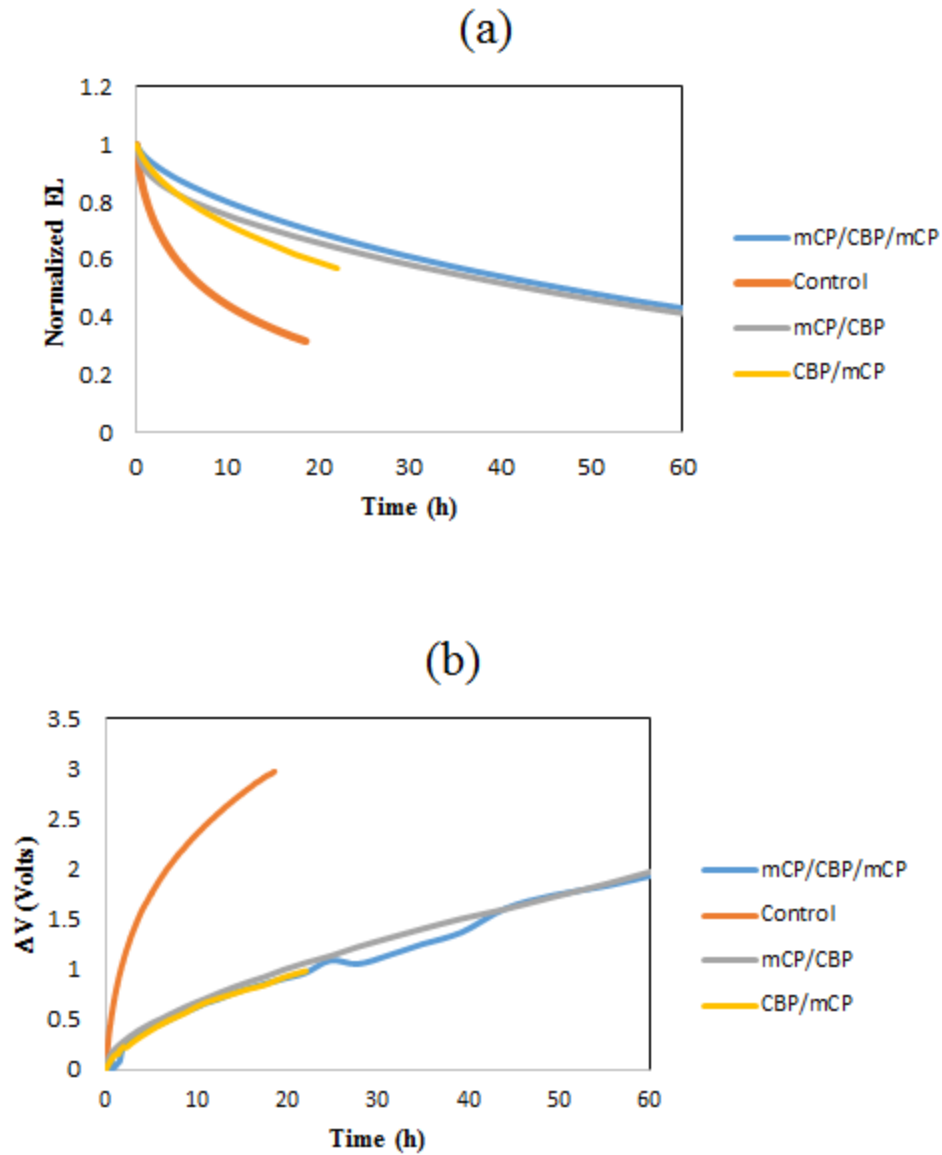 (a)
Normalized EL
1.2
1
0.8
0.6
0.4
0.2
0
0 10 20 30 40 50 60
Time (h)
mCP/CBP/mCP
Control
mCP/CBP
CBP/mCP
(b)
ΔV (Volts)
3.5
3
2.5
2
1.5
1
0.5
0
0 10 20 30 40 50 60
Time (h)
mCP/CBP/mCP
Control
mCP/CBP
CBP/mCP